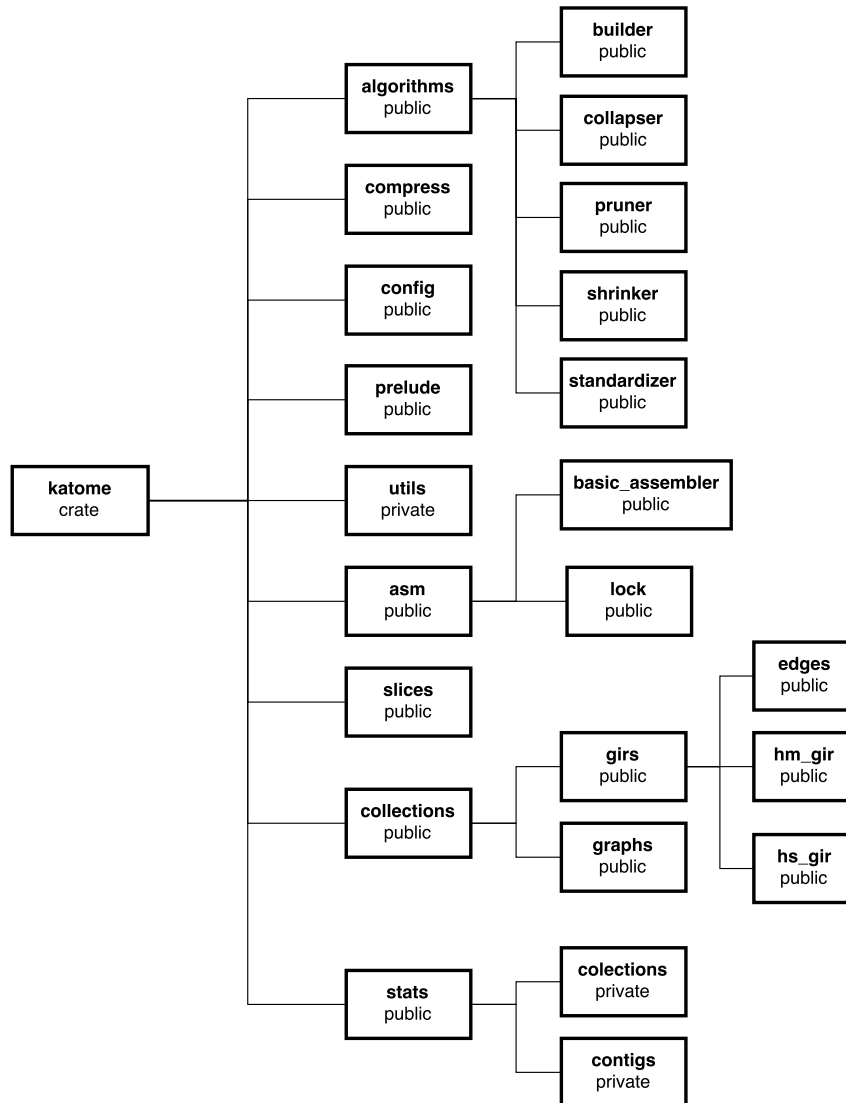 builder
public
algorithms
public
collapser
public
compress
public
pruner
public
config
public
shrinker
public
prelude
public
standardizer
public
katome
crate
utils
private
basic_assembler
public
asm
public
lock
public
slices
public
edges
public
girs
public
hm_gir
public
collections
public
graphs
public
hs_gir
public
stats
public
colections
private
contigs
private